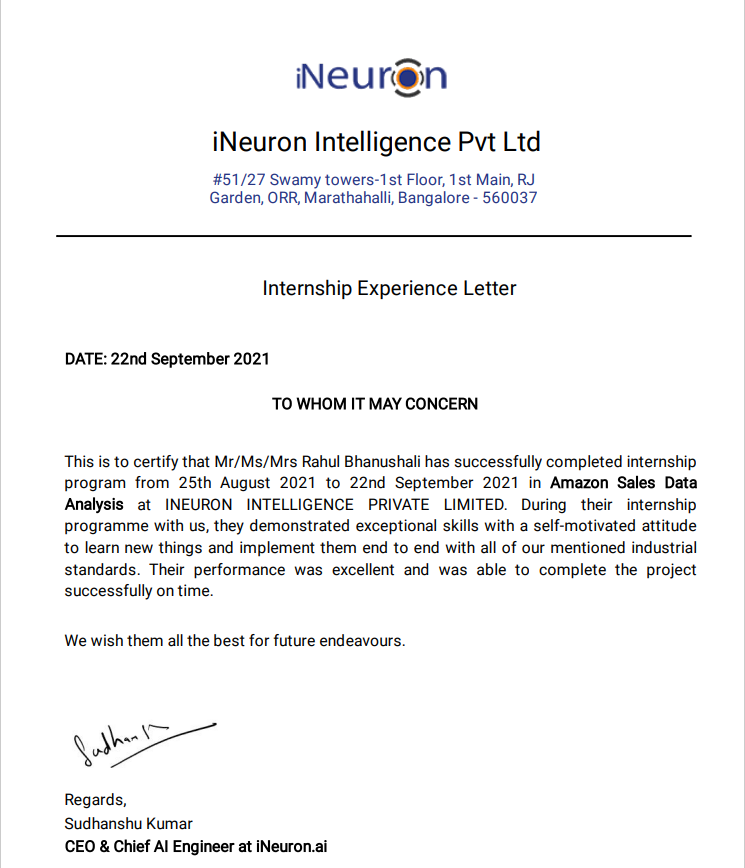 iNeuron
iNeuron Intelligence Pvt Ltd
#51/27 Swamy towers-1st Floor, 1st Main, RJ
Garden, ORR, Marathahalli, Bangalore - 560037
Internship Experience Letter
DATE: 22nd September 2021
TO WHOM IT MAY CONCERN
This is to certify that Mr/Ms/Mrs Rahul Bhanushali has successfully completed internship
program from 25th August 2021 to 22nd September 2021 in Amazon Sales Data
Analysis at INEURON INTELLIGENCE PRIVATE LIMITED. During their internship
programme with us, they demonstrated exceptional skills with a self-motivated attitude
to learn new things and implement them end to end with all of our mentioned industrial
standards. Their performance was excellent and was able to complete the project
successfully on time.
We wish them all the best for future endeavours.
Sudhan K
Regards,
Sudhanshu Kumar
CEO & Chief AI Engineer at iNeuron.ai